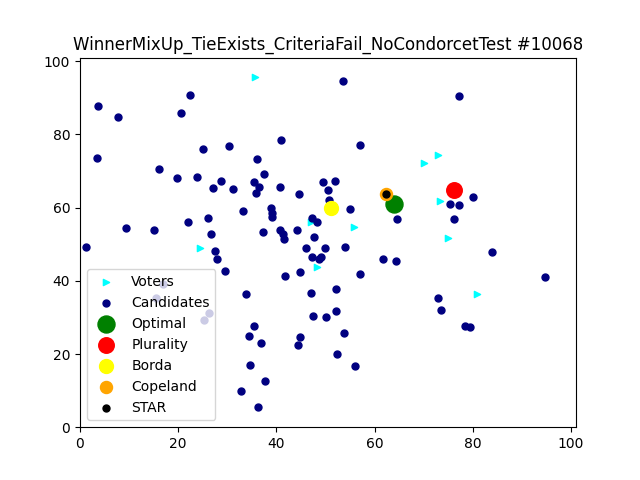 WinnerMixUp_TieExists_CriteriaFail_NoCondorcetTest #10068
100
80
60
40
20
0
Voters
Candidates
Optimal
Plurality
Borda
Copeland
STAR
0 20 40 60 80 100